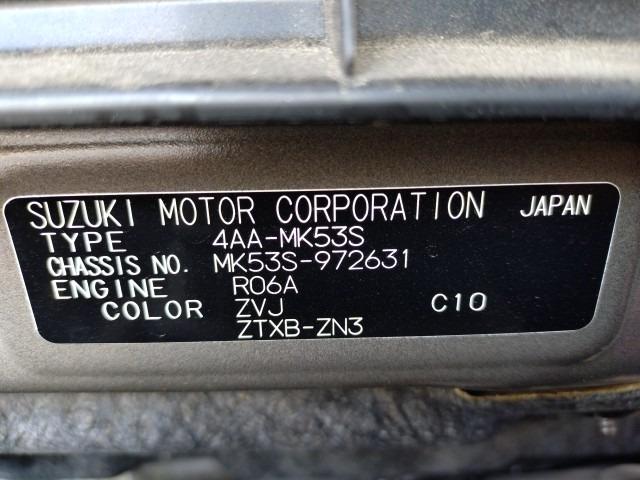 SUZUKI MOTOR CORPORATION JAPAN
TYPE 4AA-MK53S
CHASSIS NO. MK53S-972631
ENGINE R06A
COLOR ZVJ C10
ZTXB-ZN3